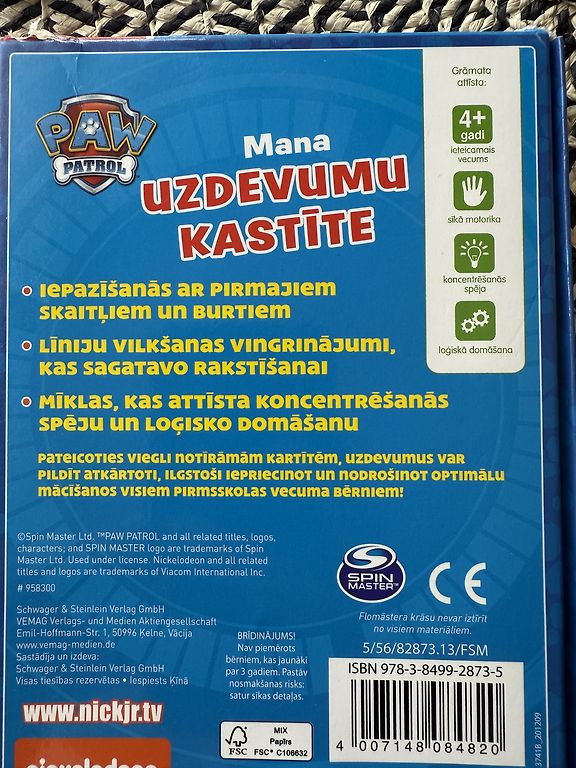 PAW
PATROL
Mana
UZDEVUMU
KASTĪTE
Grāmata
attīsta:
4+
gadi
ieteicamais
vecums
sīkā motorika
koncentrēšanās
spēja
loģiskā domāšana
IEPAZĪŠANĀS AR PIRMAJIEM
SKAITĻIEM UN BURTIEM
LĪNIJU VILKŠANAS VINGRINĀJUMI,
KAS SAGATAVO RAKSTĪŠANAI
MĪKLAS, KAS ATTĪSTA KONCENTRĒŠANĀS
SPĒJU UN LOĢISKO DOMĀŠANU
PATEICOTIES VIEGLI NOTĪRĀMĀM KARTĪTĒM, UZDEVUMUS VAR
PILDĪT ATKĀRTOTI, ILGSTOŠI IEPRIECINOT UN NODROŠINOT OPTIMĀLU
MĀCĪŠANOS VISIEM PIRMSSKOLAS VECUMA BĒRNIEM!
©Spin Master Ltd. ™PAW PATROL and all related titles, logos,
characters; and SPIN MASTER logo are trademarks of Spin
Master Ltd. Used under license. Nickelodeon and all related
titles and logos are trademarks of Viacom International Inc.
# 958300
Schwager & Steinlein Verlag GmbH
VEMAG Verlags- und Medien Aktiengesellschaft
Emil-Hoffmann-Str. 1, 50996 Ķelne, Vācija
www.vemag-medien.de
Sastādīja un izdeva:
Schwager & Steinlein Verlag GmbH
Visas tiesības rezervētas • Iespiests Ķīnā
www.nickjr.tv
nickelodeon
BRĪDINĀJUMS!
Nav piemērots
bērniem, kas jaunāki
par 3 gadiem. Pastāv
nosmakšanas risks:
satur sīkas detaļas.
FSC
MIX
Papīrs
FSC® C106632
SPIN
MASTER™
CE
Flomāstera krāsu nevar iztīrīt
no visiem materiāliem.
5/56/82873.13/FSM
ISBN 978-3-8499-2873-5
4 007148 084820
3741B_201209